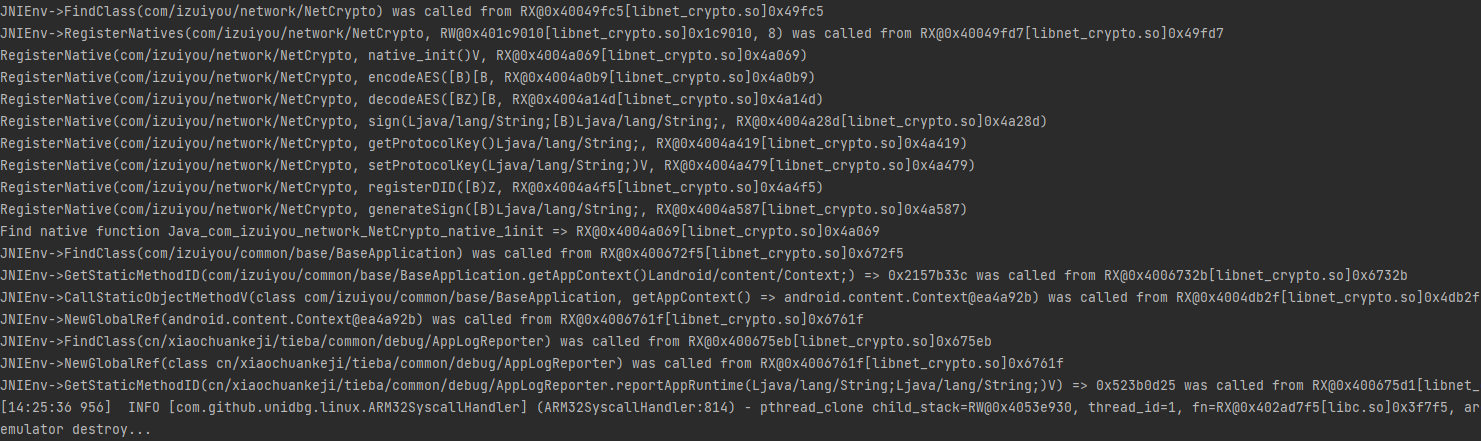 JNIEnv->FindClass(com/izuiyou/network/NetCrypto) was called from RX@0x40049fc5[libnet_crypto.so]0x49fc5
JNIEnv->RegisterNatives(com/izuiyou/network/NetCrypto, RW@0x401c9010[libnet_crypto.so]0x1c9010, 8) was called from RX@0x40049fd7[libnet_crypto.so]0x49fd7
RegisterNative(com/izuiyou/network/NetCrypto, native_init()V, RX@0x4004a069[libnet_crypto.so]0x4a069)
RegisterNative(com/izuiyou/network/NetCrypto, encodeAES([B)[B, RX@0x4004a0b9[libnet_crypto.so]0x4a0b9)
RegisterNative(com/izuiyou/network/NetCrypto, decodeAES([BZ)[B, RX@0x4004a14d[libnet_crypto.so]0x4a14d)
RegisterNative(com/izuiyou/network/NetCrypto, sign(Ljava/lang/String;[B)Ljava/lang/String;, RX@0x4004a28d[libnet_crypto.so]0x4a28d)
RegisterNative(com/izuiyou/network/NetCrypto, getProtocolKey()Ljava/lang/String;, RX@0x4004a419[libnet_crypto.so]0x4a419)
RegisterNative(com/izuiyou/network/NetCrypto, setProtocolKey(Ljava/lang/String;)V, RX@0x4004a479[libnet_crypto.so]0x4a479)
RegisterNative(com/izuiyou/network/NetCrypto, registerDID([B)Z, RX@0x4004a4f5[libnet_crypto.so]0x4a4f5)
RegisterNative(com/izuiyou/network/NetCrypto, generateSign([B)Ljava/lang/String;, RX@0x4004a587[libnet_crypto.so]0x4a587)
Find native function Java_com_izuiyou_network_NetCrypto_native_1init => RX@0x4004a069[libnet_crypto.so]0x4a069
JNIEnv->FindClass(com/izuiyou/common/base/BaseApplication) was called from RX@0x400672f5[libnet_crypto.so]0x672f5
JNIEnv->GetStaticMethodID(com/izuiyou/common/base/BaseApplication.getAppContext()Landroid/content/Context;) => 0x2157b33c was called from RX@0x4006732b[libnet_crypto.so]0x6732b
JNIEnv->CallStaticObjectMethodV(class com/izuiyou/common/base/BaseApplication, getAppContext() => android.content.Context@ea4a92b) was called from RX@0x4004db2f[libnet_crypto.so]0x4db2f
JNIEnv->NewGlobalRef(android.content.Context@ea4a92b) was called from RX@0x4006761f[libnet_crypto.so]0x6761f
JNIEnv->FindClass(cn/xiaochuankeji/tieba/common/debug/AppLogReporter) was called from RX@0x400675eb[libnet_crypto.so]0x675eb
JNIEnv->NewGlobalRef(class cn/xiaochuankeji/tieba/common/debug/AppLogReporter) was called from RX@0x4006761f[libnet_crypto.so]0x6761f
JNIEnv->GetStaticMethodID(cn/xiaochuankeji/tieba/common/debug/AppLogReporter.reportAppRuntime(Ljava/lang/String;Ljava/lang/String;)V) => 0x523b0d25 was called from RX@0x400675d1[libnet_
[14:25:36 956]  INFO [com.github.unidbg.linux.ARM32SyscallHandler] (ARM32SyscallHandler:814) - pthread_clone child_stack=RW@0x4053e930, thread_id=1, fn=RX@0x402ad7f5[libc.so]0x3f7f5, ar
emulator destroy...